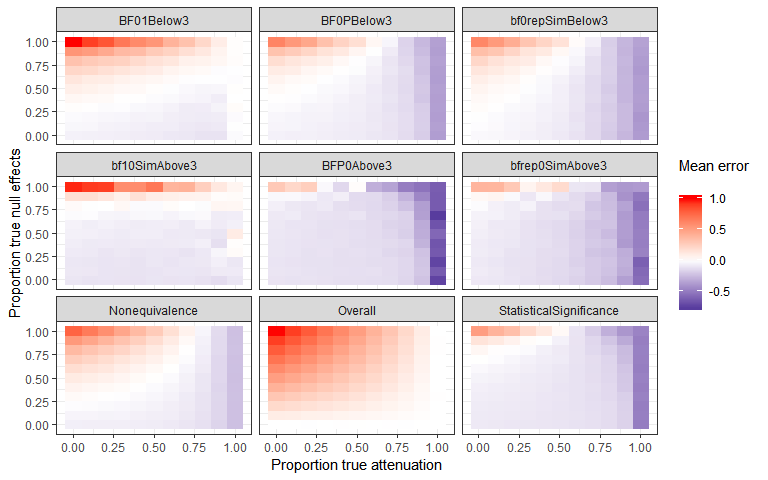 BF01Below3
BF0PBelow3
bf0repSimBelow3
1.00
0.75
0.50
0.25
0.00
bf10SimAbove3
BFP0Above3
bfrep0SimAbove3
1.00
0.75
0.50
0.25
0.00
Nonequivalence
Overall
StatisticalSignificance
1.00
0.75
0.50
0.25
0.00
0.00 0.25 0.50 0.75 1.00
0.00 0.25 0.50 0.75 1.00
0.00 0.25 0.50 0.75 1.00
Proportion true attenuation
Proportion true null effects
Mean error
1.0
0.5
0.0
-0.5